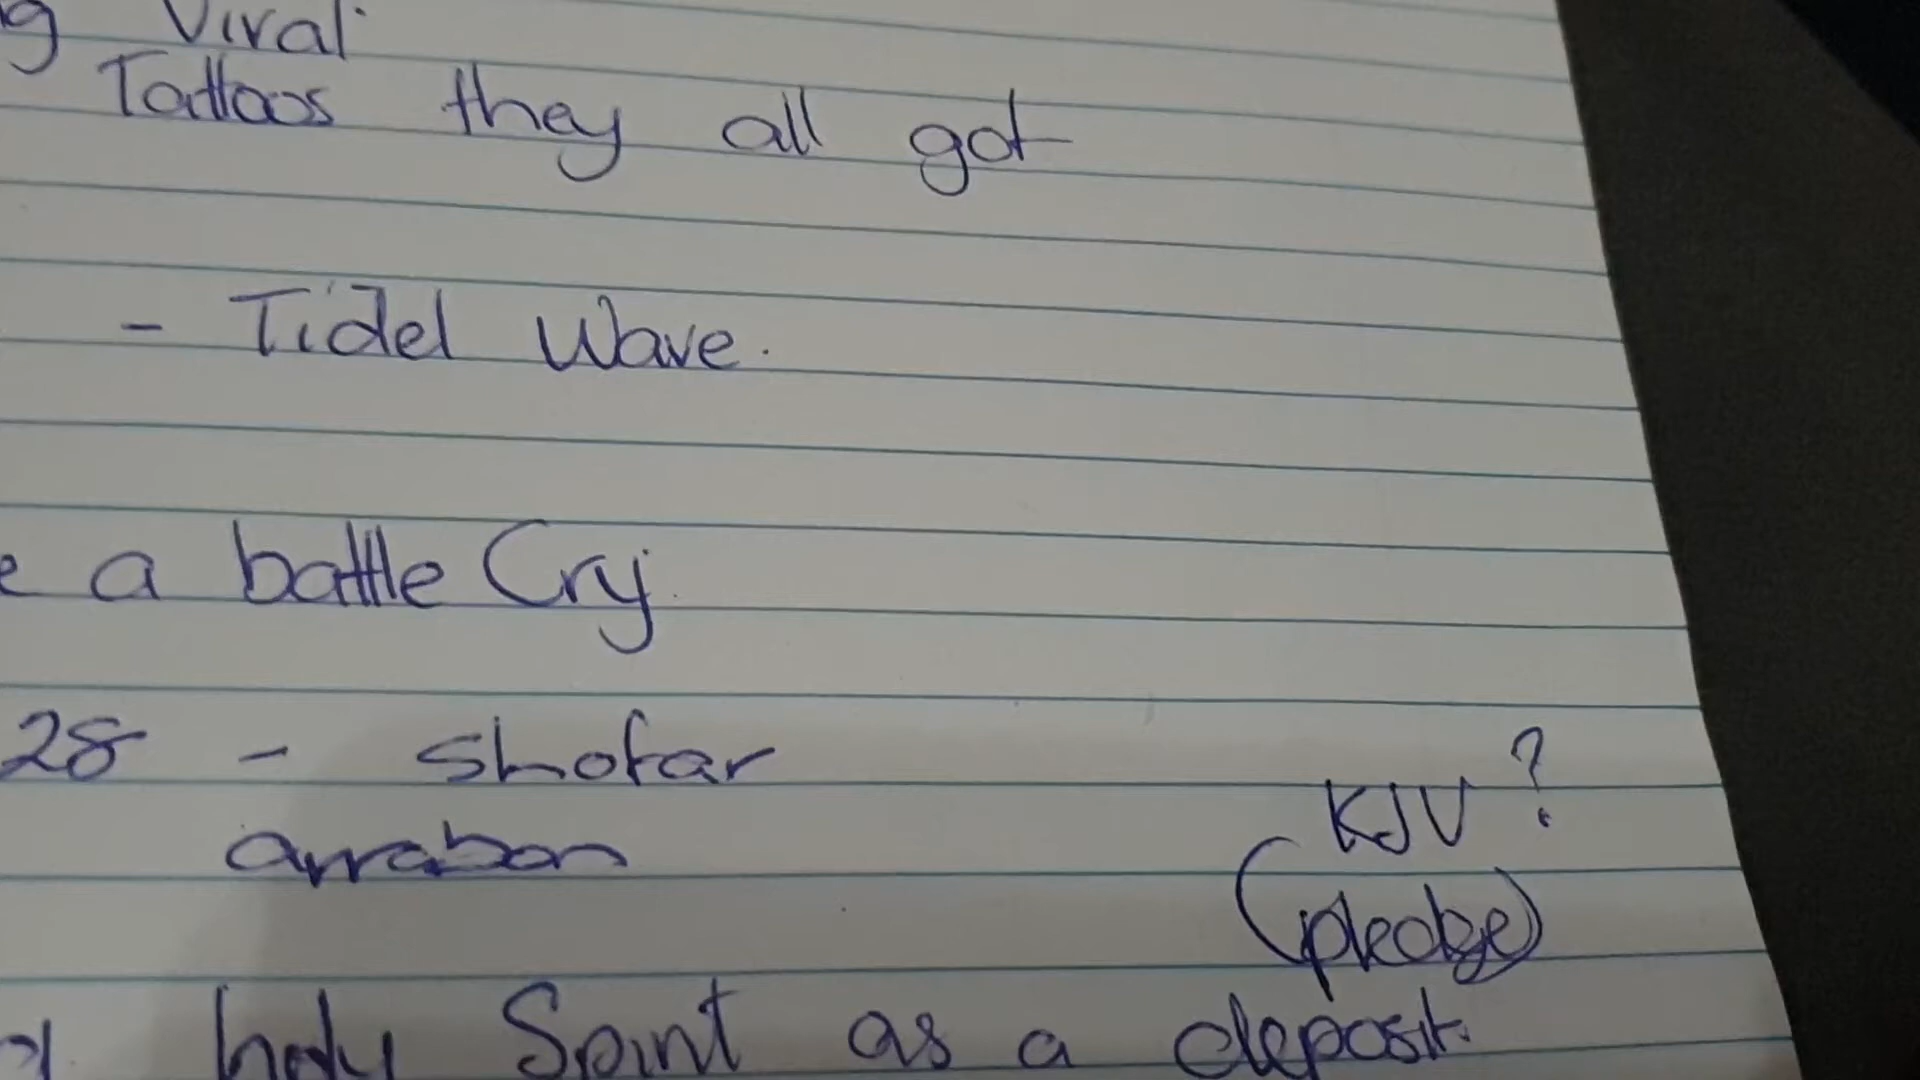 g Viral.
Tattoos they all got
- Tidel Wave.
e a battle Cry.
28 - Shofar
arrabon
KJV?
(pledge)
holy Spirit as a deposit.